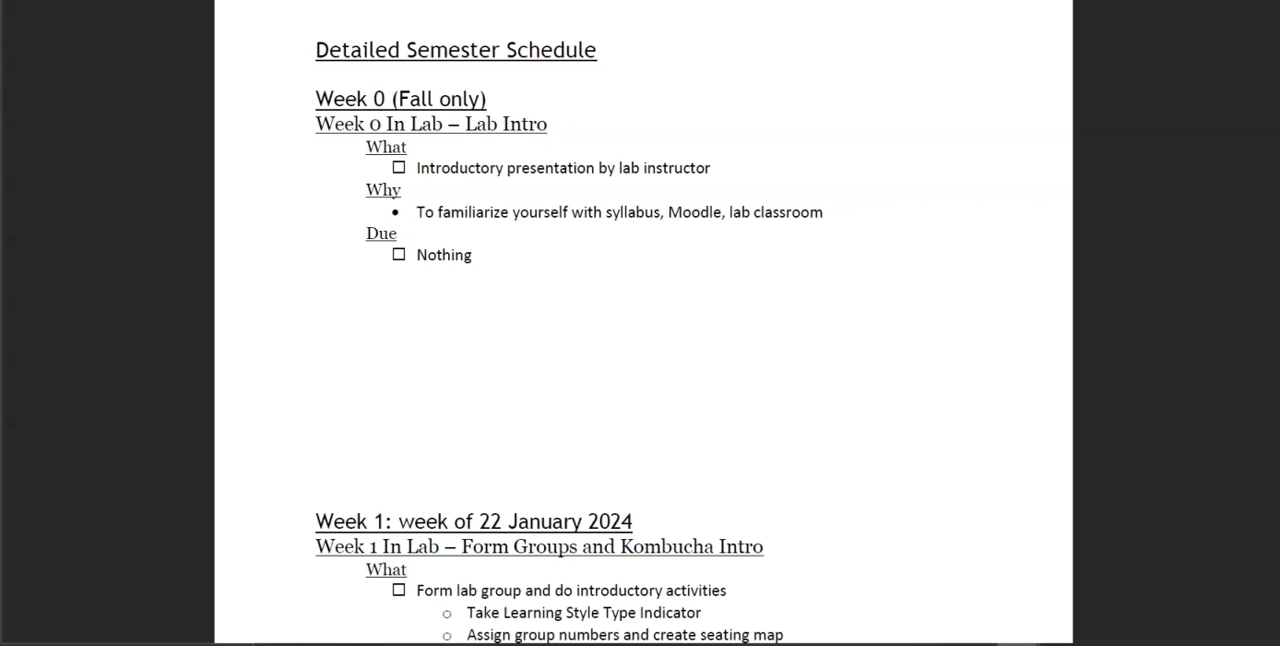 Detailed Semester Schedule
Week 0 (Fall only)
Week 0 In Lab – Lab Intro
What
☐ Introductory presentation by lab instructor
Why
• To familiarize yourself with syllabus, Moodle, lab classroom
Due
☐ Nothing
Week 1: week of 22 January 2024
Week 1 In Lab – Form Groups and Kombucha Intro
What
☐ Form lab group and do introductory activities
○ Take Learning Style Type Indicator
○ Assign group numbers and create seating map